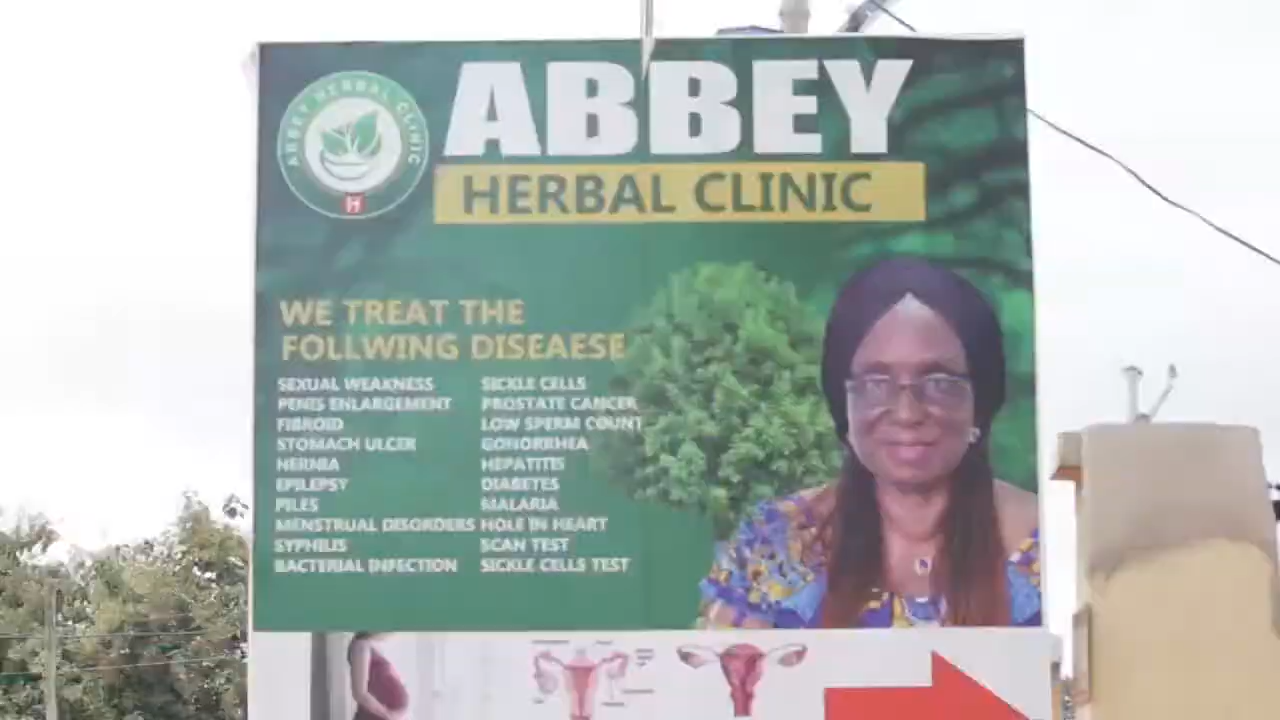 ABBEY HERBAL CLINIC
H
ABBEY
HERBAL CLINIC
WE TREAT THE
FOLLWING DISEAESE
SEXUAL WEAKNESS
PENIS ENLARGEMENT
FIBROID
STOMACH ULCER
HERNIA
EPILEPSY
PILES
MENSTRUAL DISORDERS
SYPHILIS
BACTERIAL INFECTION
SICKLE CELLS
PROSTATE CANCER
LOW SPERM COUNT
GONORRHEA
HEPATITIS
DIABETES
MALARIA
HOLE IN HEART
SCAN TEST
SICKLE CELLS TEST